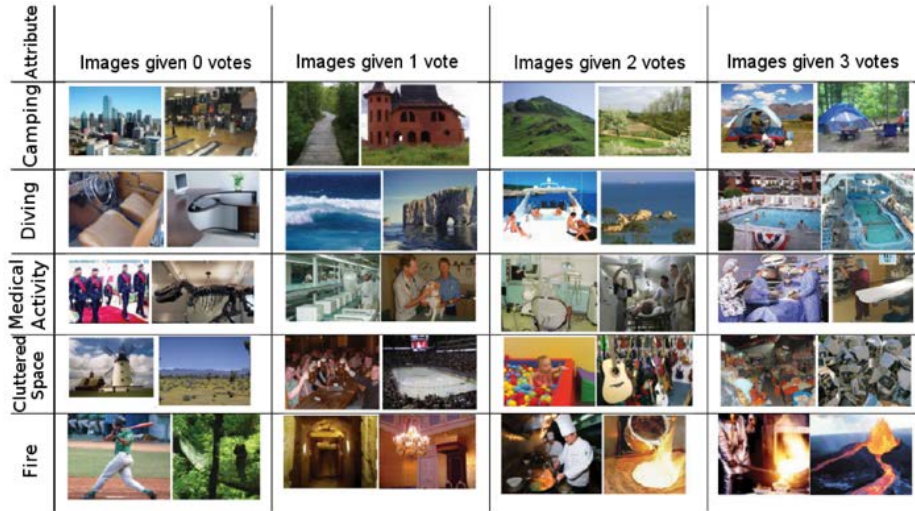 Attribute
Images given 0 votes
Images given 1 vote
Images given 2 votes
Images given 3 votes
Camping
Diving
Medical
Activity
Cluttered
Space
Fire